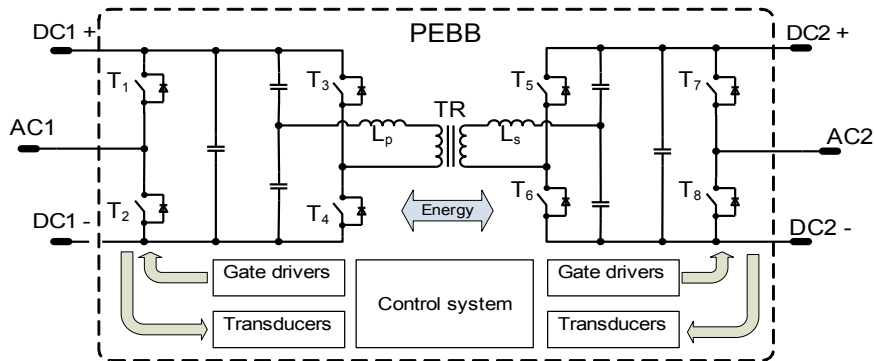 DC1 +
PEBB
DC2 +
T1
T3
TR
T5
T7
AC1
Lp
Ls
AC2
T2
T4
Energy
T6
T8
DC1 -
DC2 -
Gate drivers
Gate drivers
Control system
Transducers
Transducers